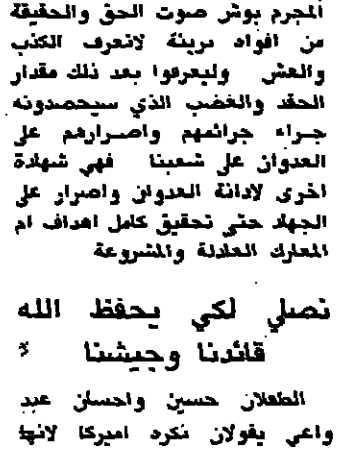 المجرم بوش صوت الحق والحقيقة
من افواه بريئة لاتعرف الكذب
والغش وليعرفوا بعد ذلك مقدار
الحقد والغضب الذي سيحصدونه
جراء جرائمهم واصرارهم على
العدوان على شعبنا فهي شهادة
اخرى لادانة العدوان واصرار على
الجهاد حتى تحقيق كامل اهداف ام
المعارك العادلة والمشروعة
نصلي لكي يحفظ الله
قائدنا وجيشنا
الطفلان حسين واحسان عبد
واعي يقولان نكره اميركا لانها